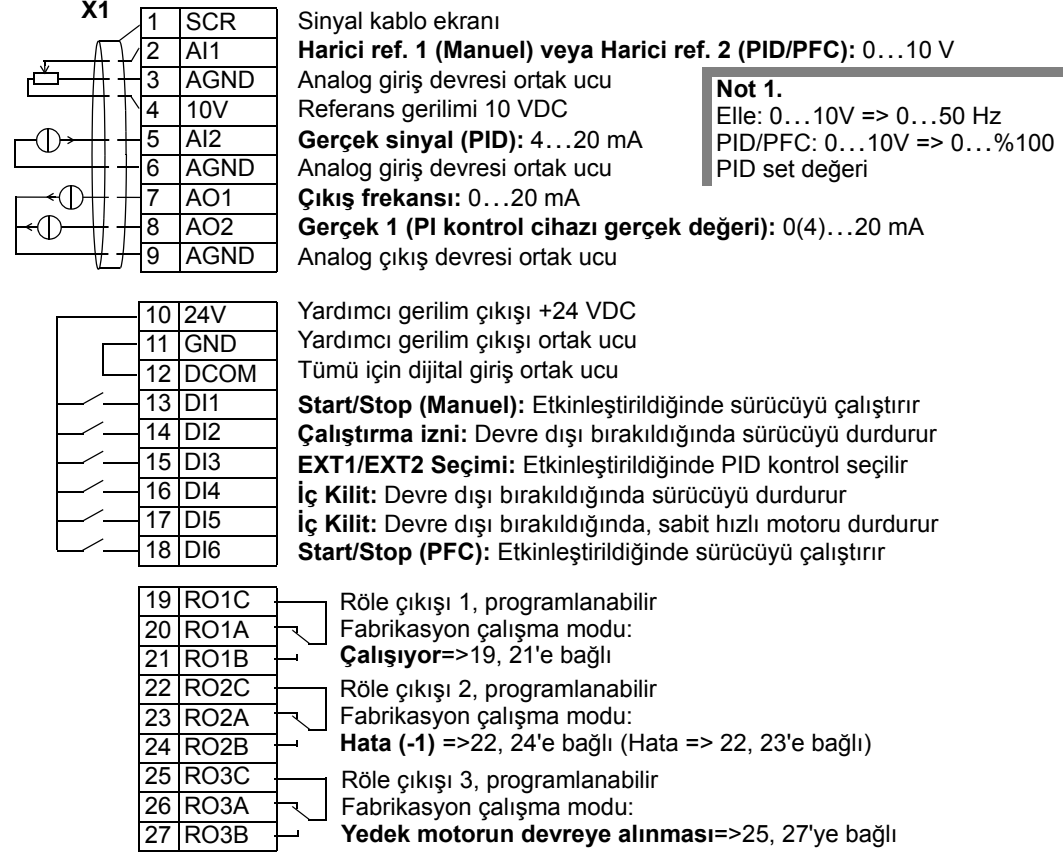 X1
1 SCR Sinyal kablo ekranı
2 AI1 Harici ref. 1 (Manuel) veya Harici ref. 2 (PID/PFC): 0…10 V
3 AGND Analog giriş devresi ortak ucu
4 10V Referans gerilimi 10 VDC
5 AI2 Gerçek sinyal (PID): 4…20 mA
6 AGND Analog giriş devresi ortak ucu
7 AO1 Çıkış frekansı: 0…20 mA
8 AO2 Gerçek 1 (PI kontrol cihazı gerçek değeri): 0(4)…20 mA
9 AGND Analog çıkış devresi ortak ucu
Not 1.
Elle: 0…10V => 0…50 Hz
PID/PFC: 0…10V => 0…%100
PID set değeri
10 24V Yardımcı gerilim çıkışı +24 VDC
11 GND Yardımcı gerilim çıkışı ortak ucu
12 DCOM Tümü için dijital giriş ortak ucu
13 DI1 Start/Stop (Manuel): Etkinleştirildiğinde sürücüyü çalıştırır
14 DI2 Çalıştırma izni: Devre dışı bırakıldığında sürücüyü durdurur
15 DI3 EXT1/EXT2 Seçimi: Etkinleştirildiğinde PID kontrol seçilir
16 DI4 İç Kilit: Devre dışı bırakıldığında sürücüyü durdurur
17 DI5 İç Kilit: Devre dışı bırakıldığında, sabit hızlı motoru durdurur
18 DI6 Start/Stop (PFC): Etkinleştirildiğinde sürücüyü çalıştırır
19 RO1C Röle çıkışı 1, programlanabilir
20 RO1A Fabrikasyon çalışma modu:
21 RO1B Çalışıyor=>19, 21'e bağlı
22 RO2C Röle çıkışı 2, programlanabilir
23 RO2A Fabrikasyon çalışma modu:
24 RO2B Hata (-1) =>22, 24'e bağlı (Hata => 22, 23'e bağlı)
25 RO3C Röle çıkışı 3, programlanabilir
26 RO3A Fabrikasyon çalışma modu:
27 RO3B Yedek motorun devreye alınması=>25, 27'ye bağlı